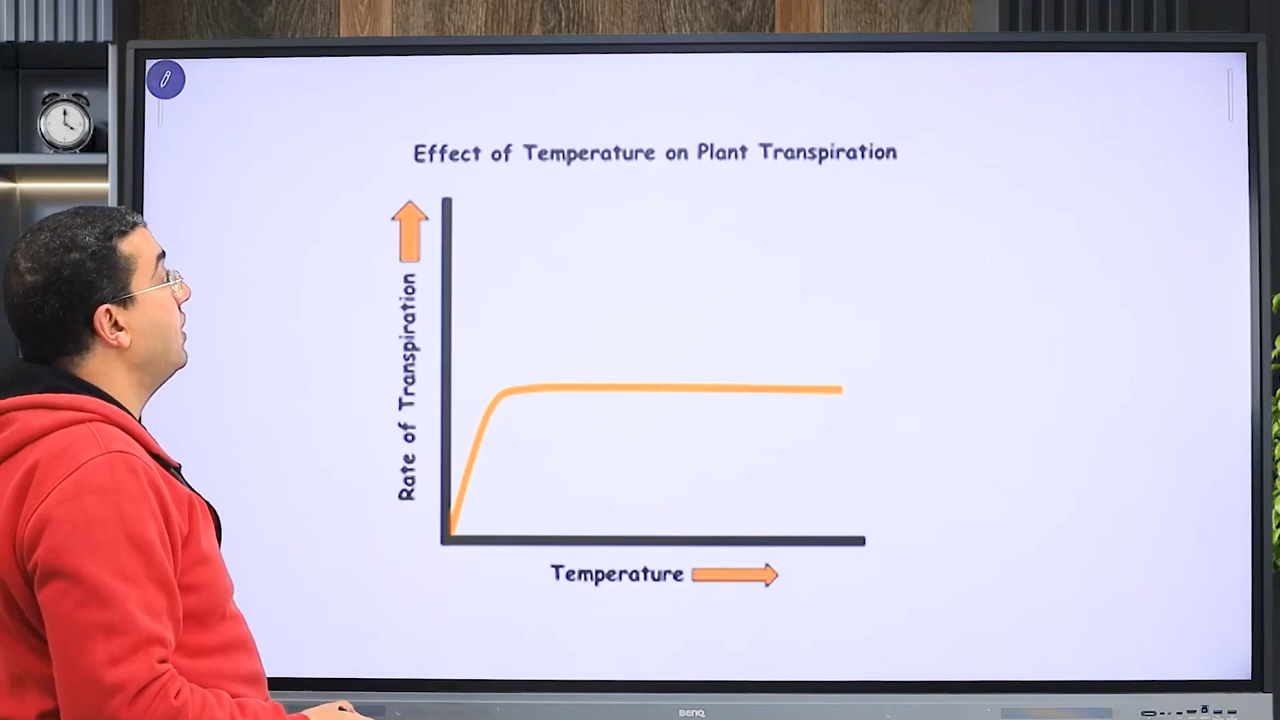 Effect of Temperature on Plant Transpiration
Rate of Transpiration
Temperature
BenQ